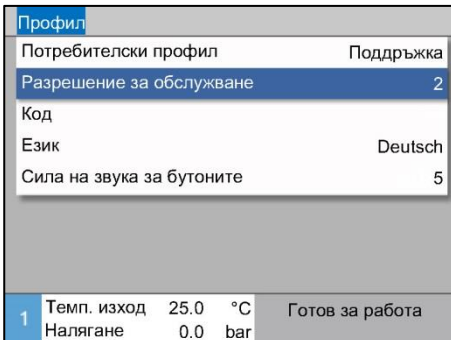 Профил
Потребителски профил Поддръжка
Разрешение за обслужване 2
Код
Език Deutsch
Сила на звука за бутоните 5
1 Темп. изход 25.0 °C Готов за работа
Налягане 0.0 bar